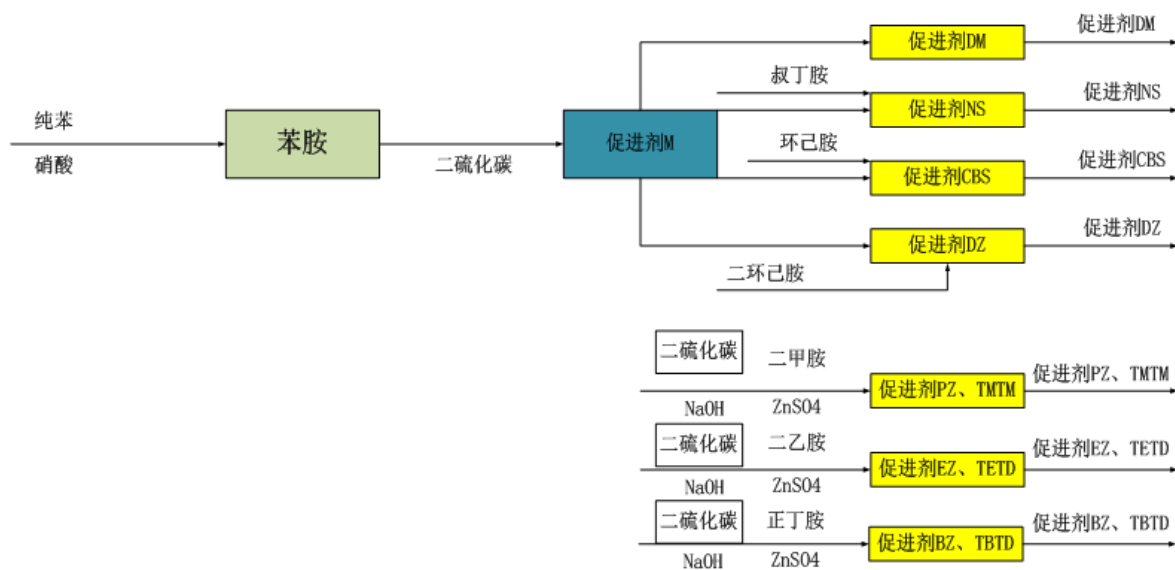 纯苯
硝酸
苯胺
二硫化碳
促进剂M
促进剂DM
促进剂DM
叔丁胺
促进剂NS
促进剂NS
环己胺
促进剂CBS
促进剂CBS
促进剂DZ
促进剂DZ
二环己胺
二硫化碳
二甲胺
NaOH
ZnSO4
促进剂PZ、TMTM
促进剂PZ、TMTM
二硫化碳
二乙胺
NaOH
ZnSO4
促进剂EZ、TETD
促进剂EZ、TETD
二硫化碳
正丁胺
NaOH
ZnSO4
促进剂BZ、TBTD
促进剂BZ、TBTD